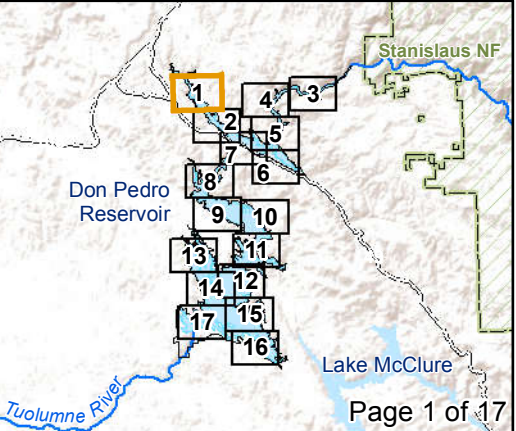 Stanislaus NF
1
4
3
2
5
7
6
8
Don Pedro
Reservoir
9
10
13
11
14
12
17
15
16
Lake McClure
Tuolumne River
Page 1 of 17